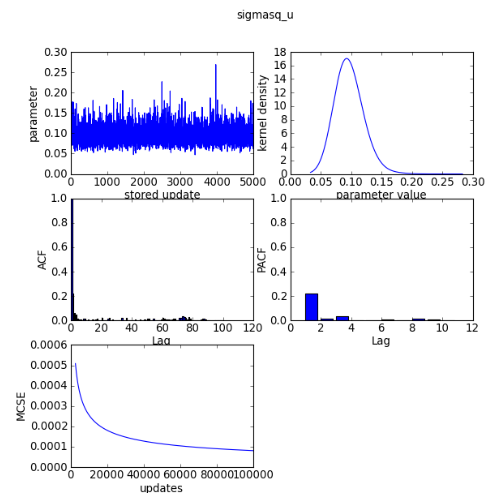 sigmasq_u
0.30
0.25
0.20
0.15
0.10
0.05
0.00
parameter
0 1000 2000 3000 4000 5000
stored update
18
16
14
12
10
8
6
4
2
0
kernel density
0.00 0.05 0.10 0.15 0.20 0.25 0.30
parameter value
1.0
0.8
0.6
0.4
0.2
0.0
ACF
0 20 40 60 80 100 120
Lag
1.0
0.8
0.6
0.4
0.2
0.0
PACF
0 2 4 6 8 10 12
Lag
0.0006
0.0005
0.0004
0.0003
0.0002
0.0001
0.0000
MCSE
0 20000 40000 60000 80000 100000
updates